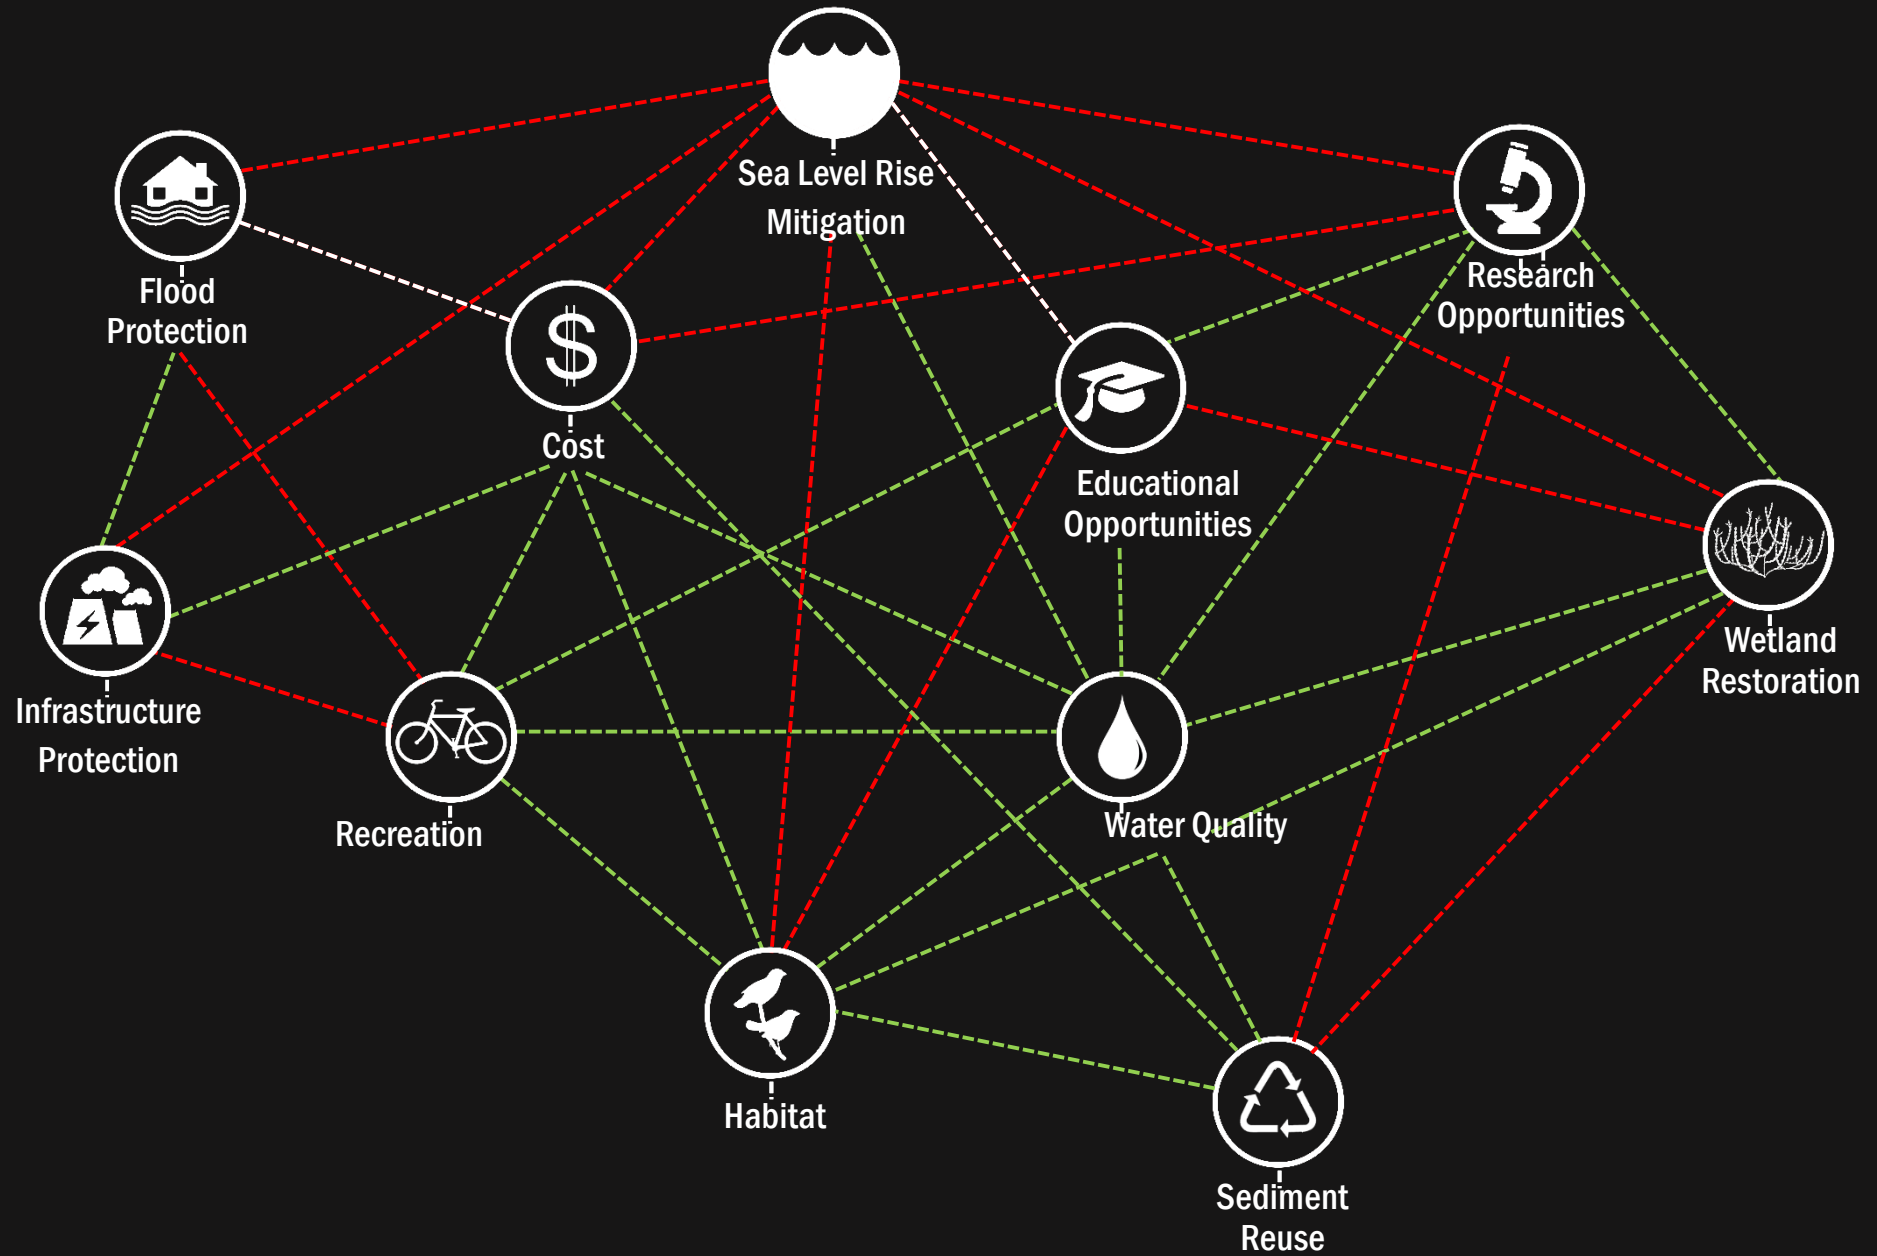 Sea Level Rise
Mitigation
Flood
Protection
Research
Opportunities
$
Cost
Educational
Opportunities
Wetland
Restoration
Infrastructure
Protection
Recreation
Water Quality
Habitat
Sediment
Reuse